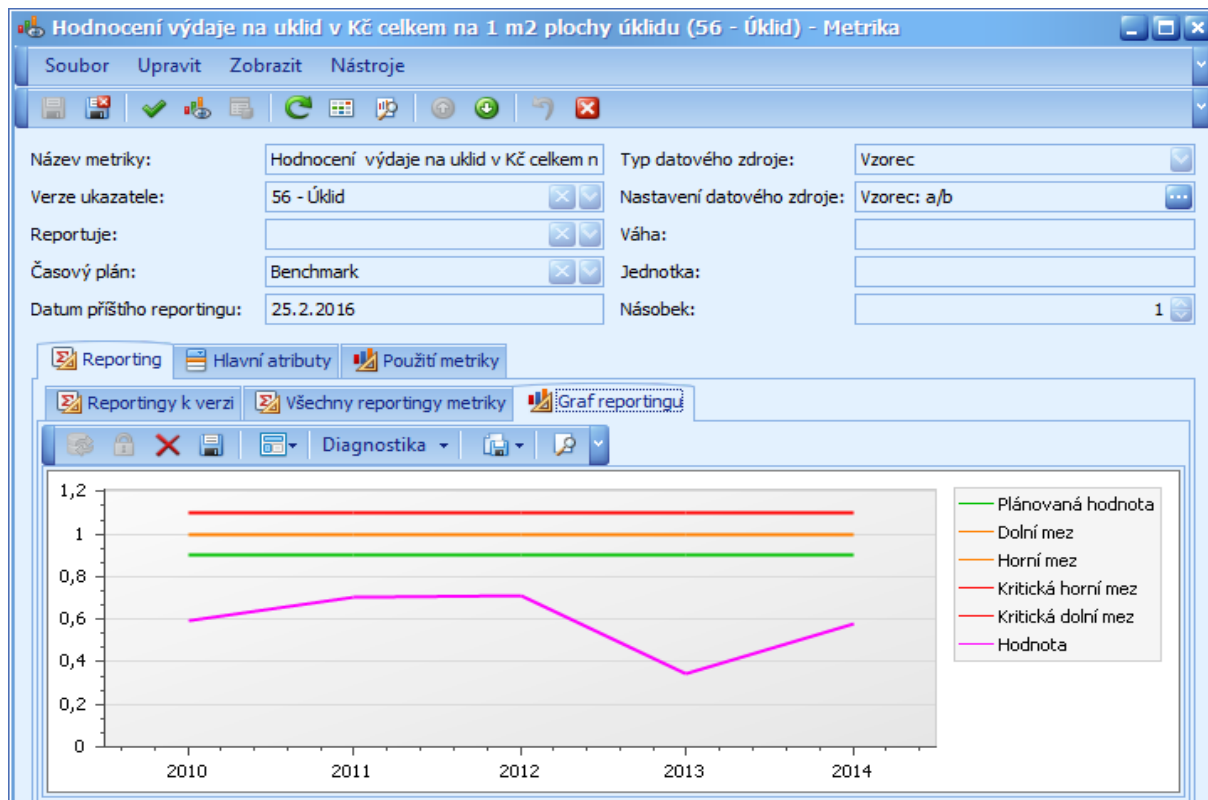 Hodnocení výdaje na uklid v Kč celkem na 1 m2 plochy úklidu (56 - Úklid) - Metrika
Soubor Upravit Zobrazit Nástroje
Název metriky: Hodnocení výdaje na uklid v Kč celkem n Typ datového zdroje: Vzorec
Verze ukazatele: 56 - Úklid Nastavení datového zdroje: Vzorec: a/b
Reportuje: Váha:
Časový plán: Benchmark Jednotka:
Datum příštího reportingu: 25.2.2016 Násobek: 1
Reporting Hlavní atributy Použití metriky
Reportingy k verzi Všechny reportingy metriky Graf reportingu
Diagnostika
1,2
1
0,8
0,6
0,4
0,2
0
2010 2011 2012 2013 2014
Plánovaná hodnota
Dolní mez
Horní mez
Kritická horní mez
Kritická dolní mez
Hodnota